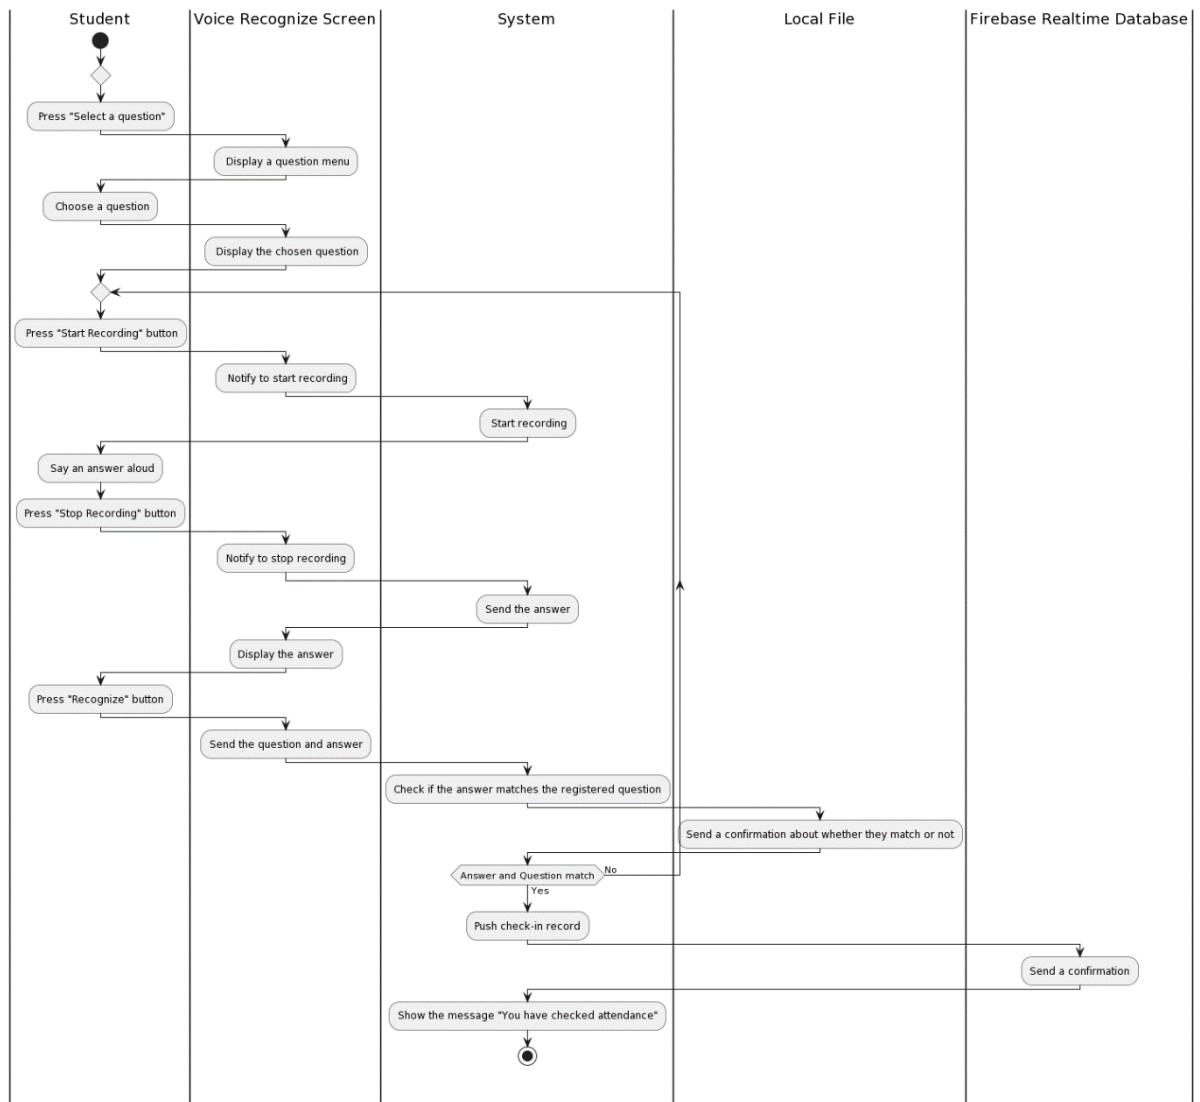 Student
Voice Recognize Screen
System
Local File
Firebase Realtime Database
Press "Select a question"
Display a question menu
Choose a question
Display the chosen question
Press "Start Recording" button
Notify to start recording
Start recording
Say an answer aloud
Press "Stop Recording" button
Notify to stop recording
Send the answer
Display the answer
Press "Recognize" button
Send the question and answer
Check if the answer matches the registered question
Send a confirmation about whether they match or not
Answer and Question match
No
Yes
Push check-in record
Send a confirmation
Show the message "You have checked attendance"